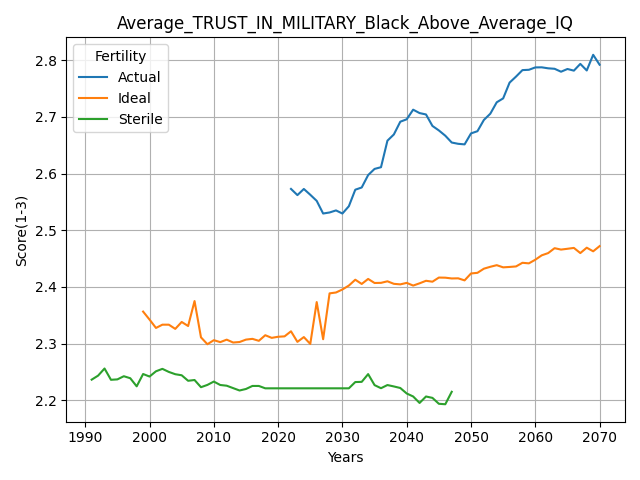 Average_TRUST_IN_MILITARY_Black_Above_Average_IQ
Fertility
Actual
Ideal
Sterile
Score(1-3)
2.8
2.7
2.6
2.5
2.4
2.3
2.2
1990 2000 2010 2020 2030 2040 2050 2060 2070
Years